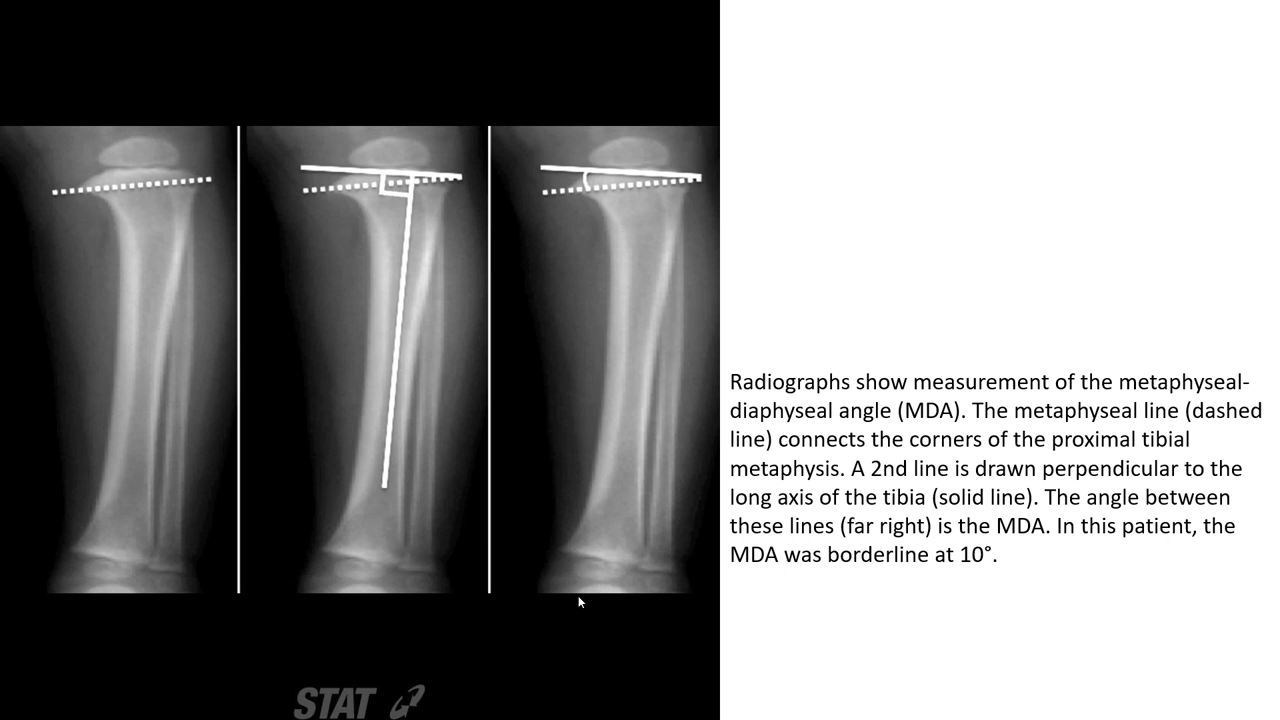 Radiographs show measurement of the metaphyseal-
diaphyseal angle (MDA). The metaphyseal line (dashed
line) connects the corners of the proximal tibial
metaphysis. A 2nd line is drawn perpendicular to the
long axis of the tibia (solid line). The angle between
these lines (far right) is the MDA. In this patient, the
MDA was borderline at 10°.
STAT